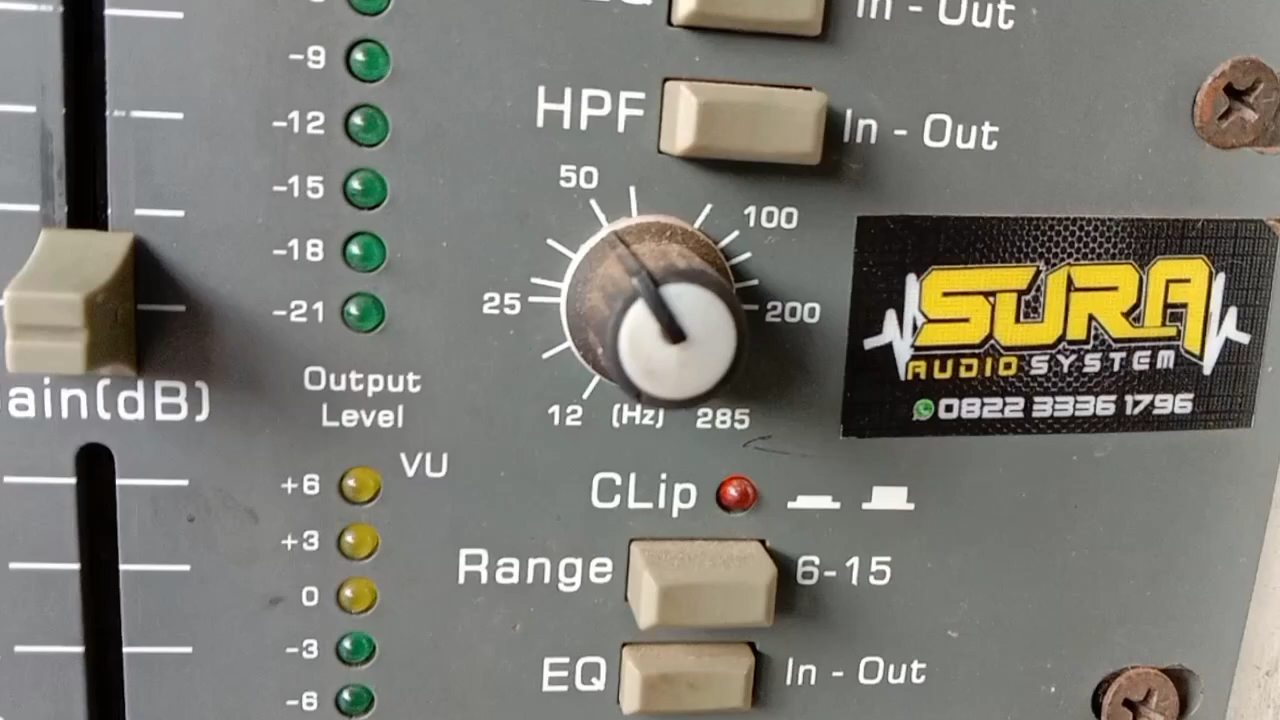 In - Out
-9
HPF In - Out
-12
50
-15
100
-18
25
200
-21
SURA
AUDIO SYSTEM
0822 3336 1796
Output
Level
12 (Hz) 285
ain(dB)
VU
+6
CLip
+3
Range 6-15
0
-3
EQ In - Out
-6